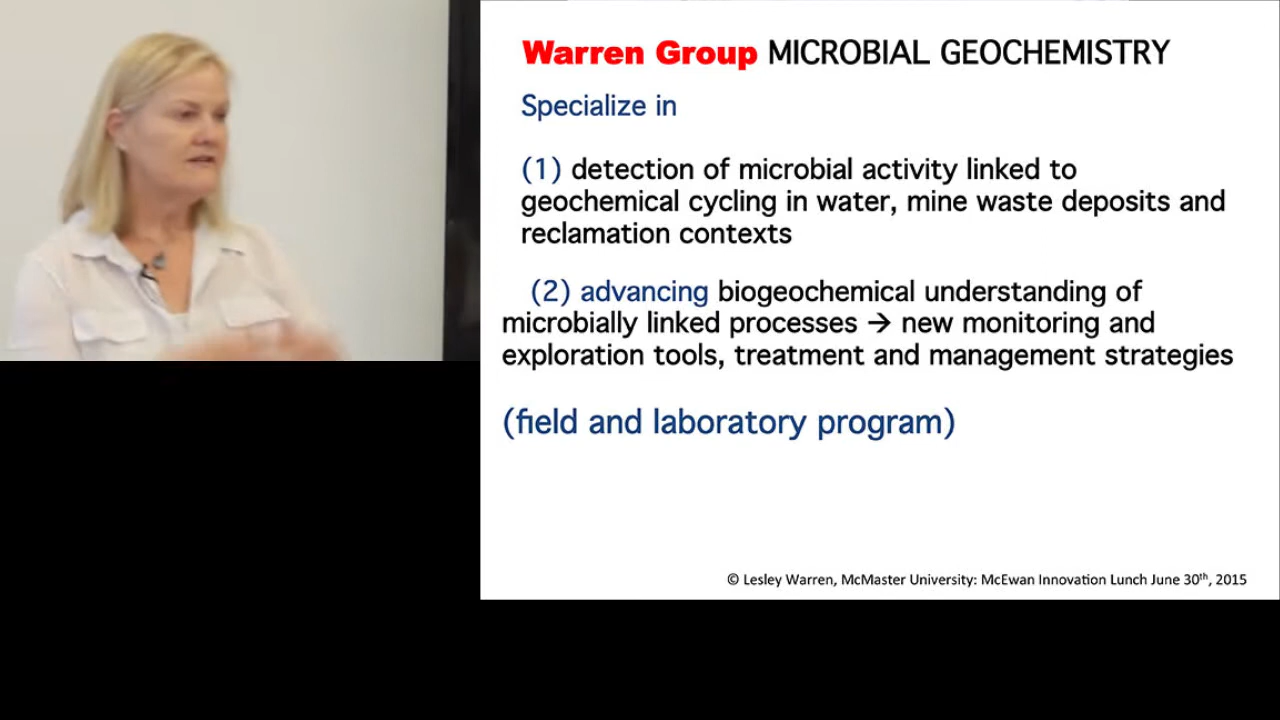 Warren Group MICROBIAL GEOCHEMISTRY
Specialize in
(1) detection of microbial activity linked to
geochemical cycling in water, mine waste deposits and
reclamation contexts
(2) advancing biogeochemical understanding of
microbially linked processes → new monitoring and
exploration tools, treatment and management strategies
(field and laboratory program)
© Lesley Warren, McMaster University: McEwan Innovation Lunch June 30th, 2015